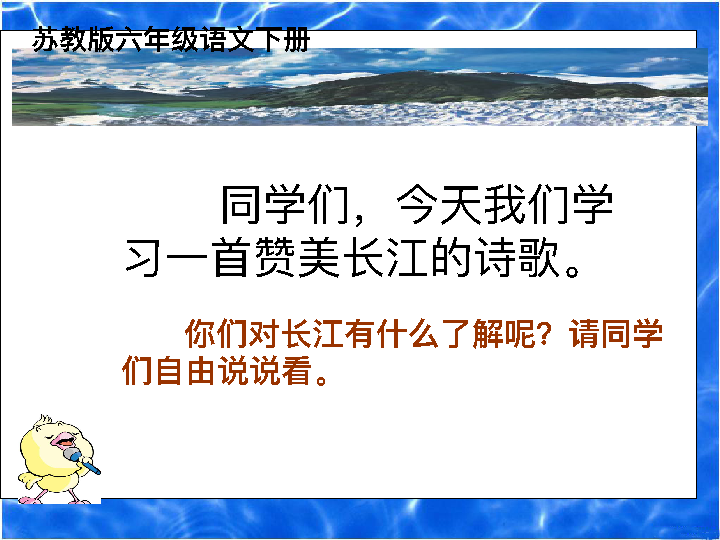 苏教版六年级语文下册
同学们，今天我们学
习一首赞美长江的诗歌。
你们对长江有什么了解呢？请同学
们自由说说看。